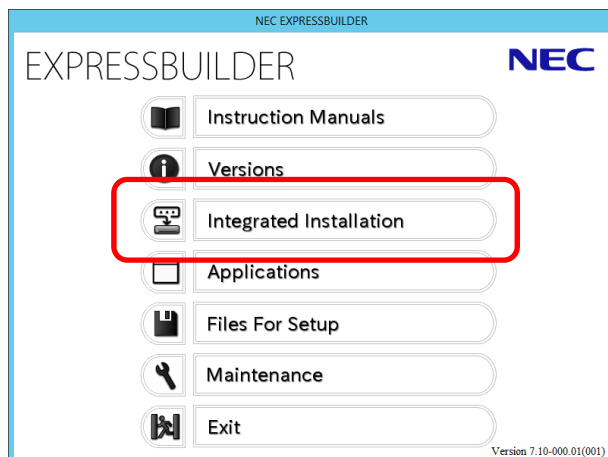 NEC EXPRESSBUILDER
EXPRESSBUILDER
NEC
Instruction Manuals
Versions
Integrated Installation
Applications
Files For Setup
Maintenance
Exit
Version 7.10-000.01(001)